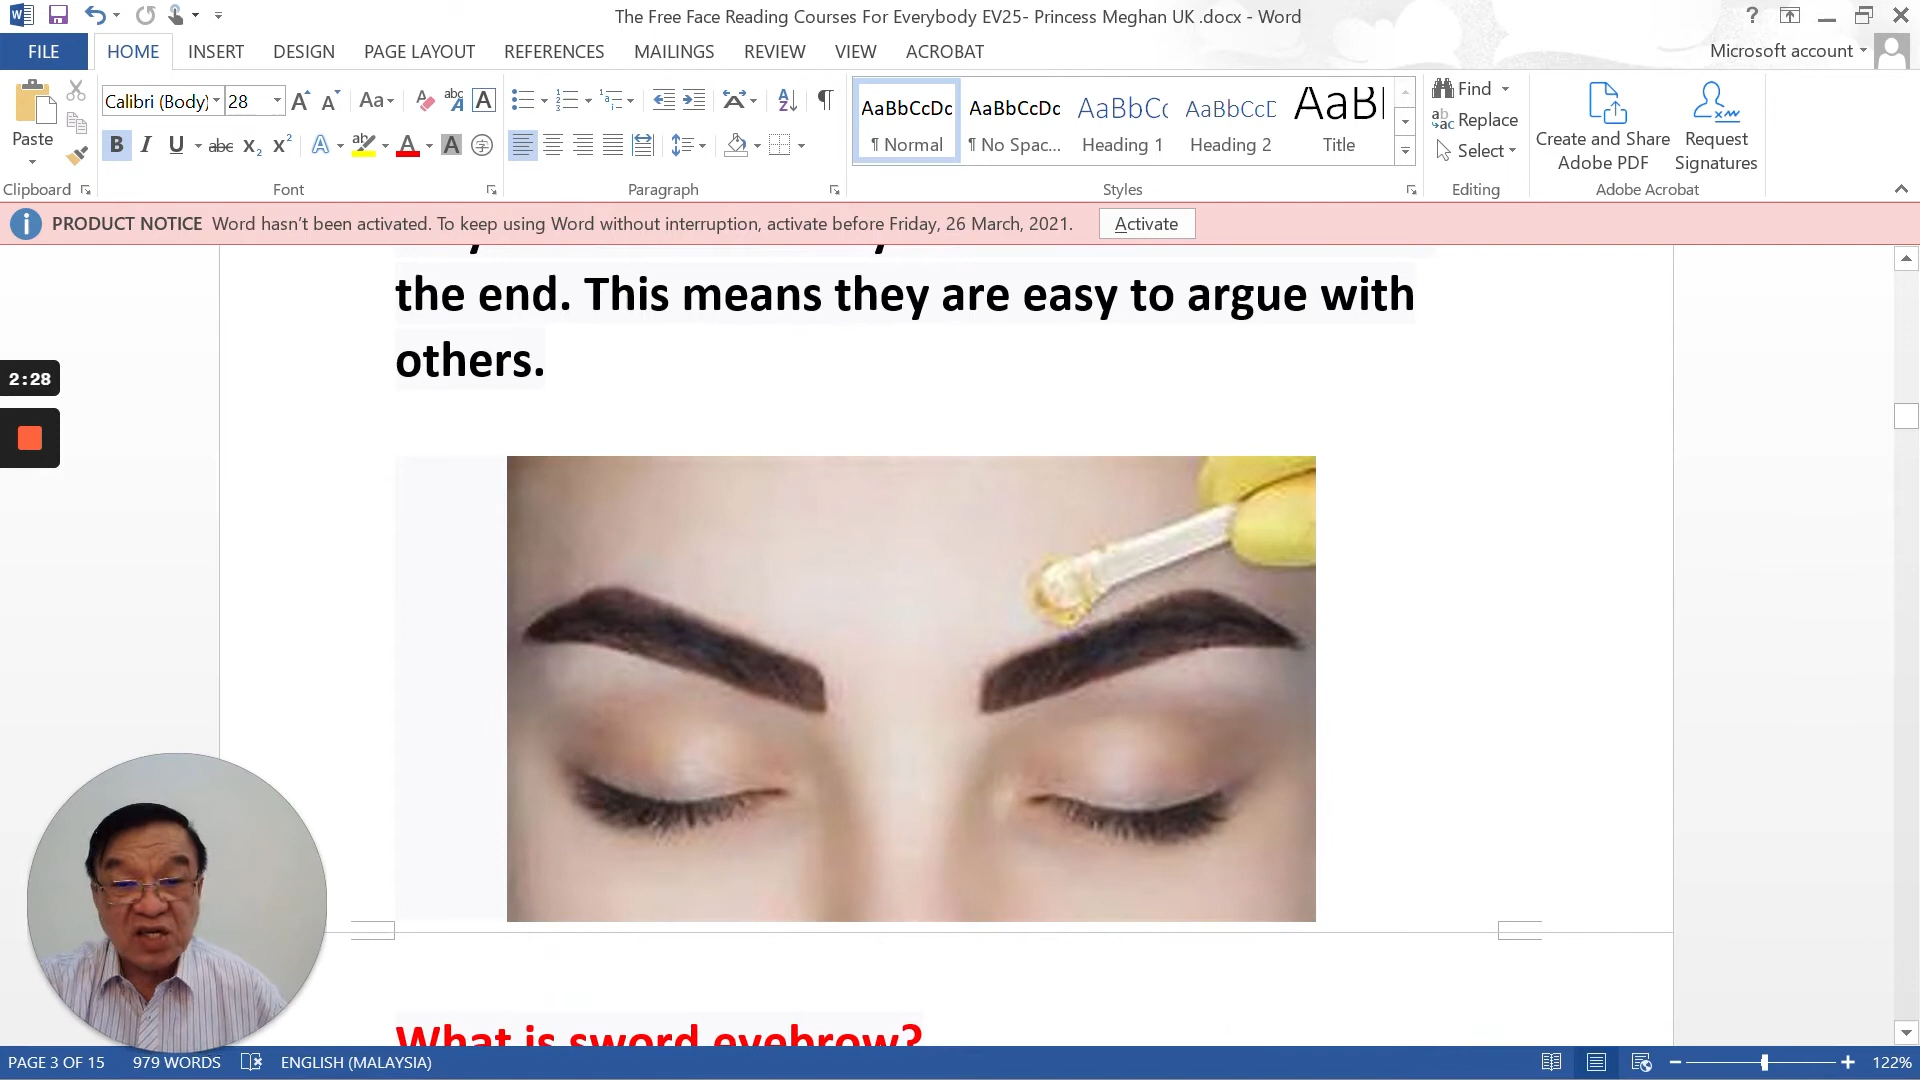 The Free Face Reading Courses For Everybody EV25- Princess Meghan UK .docx - Word
FILE HOME INSERT DESIGN PAGE LAYOUT REFERENCES MAILINGS REVIEW VIEW ACROBAT
Microsoft account
Paste
Clipboard
Calibri (Body)
28
Font
Paragraph
AaBbCcDc
¶ Normal
AaBbCcDc
¶ No Spac...
AaBbCc
Heading 1
AaBbCcD
Heading 2
AaB
Title
Styles
Find
Replace
Select
Editing
Create and Share
Adobe PDF
Request
Signatures
Adobe Acrobat
PRODUCT NOTICE Word hasn't been activated. To keep using Word without interruption, activate before Friday, 26 March, 2021. Activate
the end. This means they are easy to argue with
others.
2:28
What is sword eyebrow?
PAGE 3 OF 15 979 WORDS ENGLISH (MALAYSIA)
122%